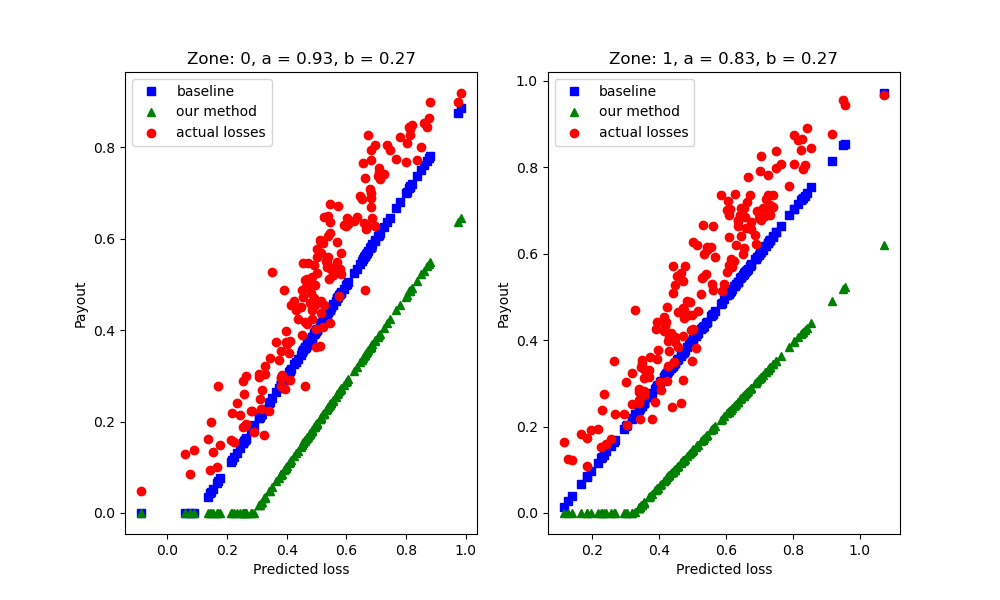 Zone: 0, a = 0.93, b = 0.27
baseline
our method
actual losses
Payout
0.8
0.6
0.4
0.2
0.0
0.0 0.2 0.4 0.6 0.8 1.0
Predicted loss
Zone: 1, a = 0.83, b = 0.27
baseline
our method
actual losses
Payout
1.0
0.8
0.6
0.4
0.2
0.0
0.2 0.4 0.6 0.8 1.0
Predicted loss